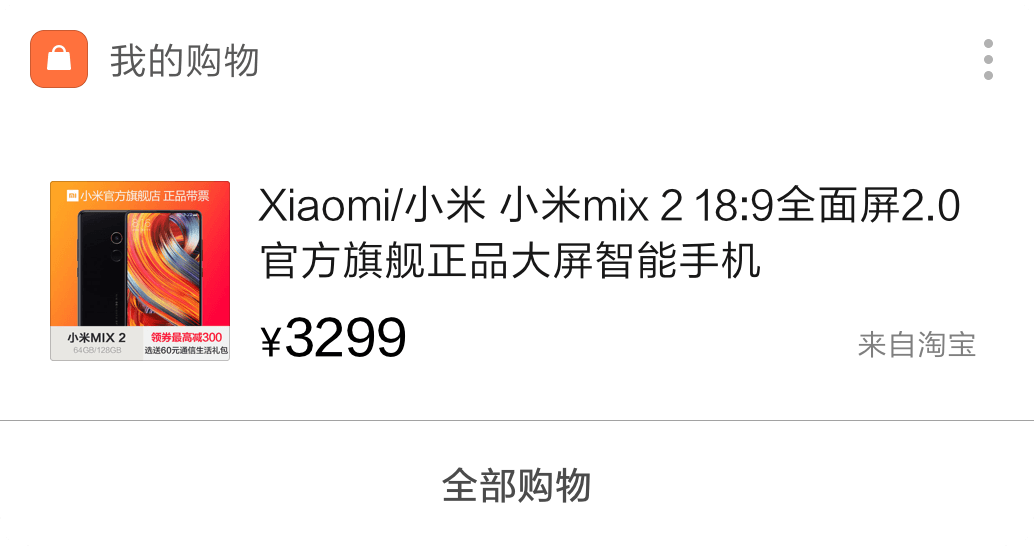 我的购物
mi 小米官方旗舰店 正品带票
小米MIX 2
64GB/128GB
领券最高减300
选送60元通信生活礼包
Xiaomi/小米 小米mix 2 18:9全面屏2.0
官方旗舰正品大屏智能手机
¥3299
来自淘宝
全部购物